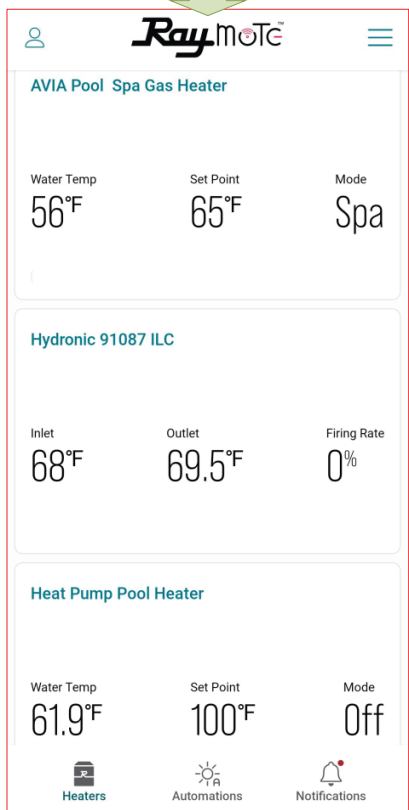 Raymote™
AVIA Pool Spa Gas Heater
Water Temp Set Point Mode
56°F 65°F Spa
Hydronic 91087 ILC
Inlet Outlet Firing Rate
68°F 69.5°F 0%
Heat Pump Pool Heater
Water Temp Set Point Mode
61.9°F 100°F Off
Heaters Automations Notifications